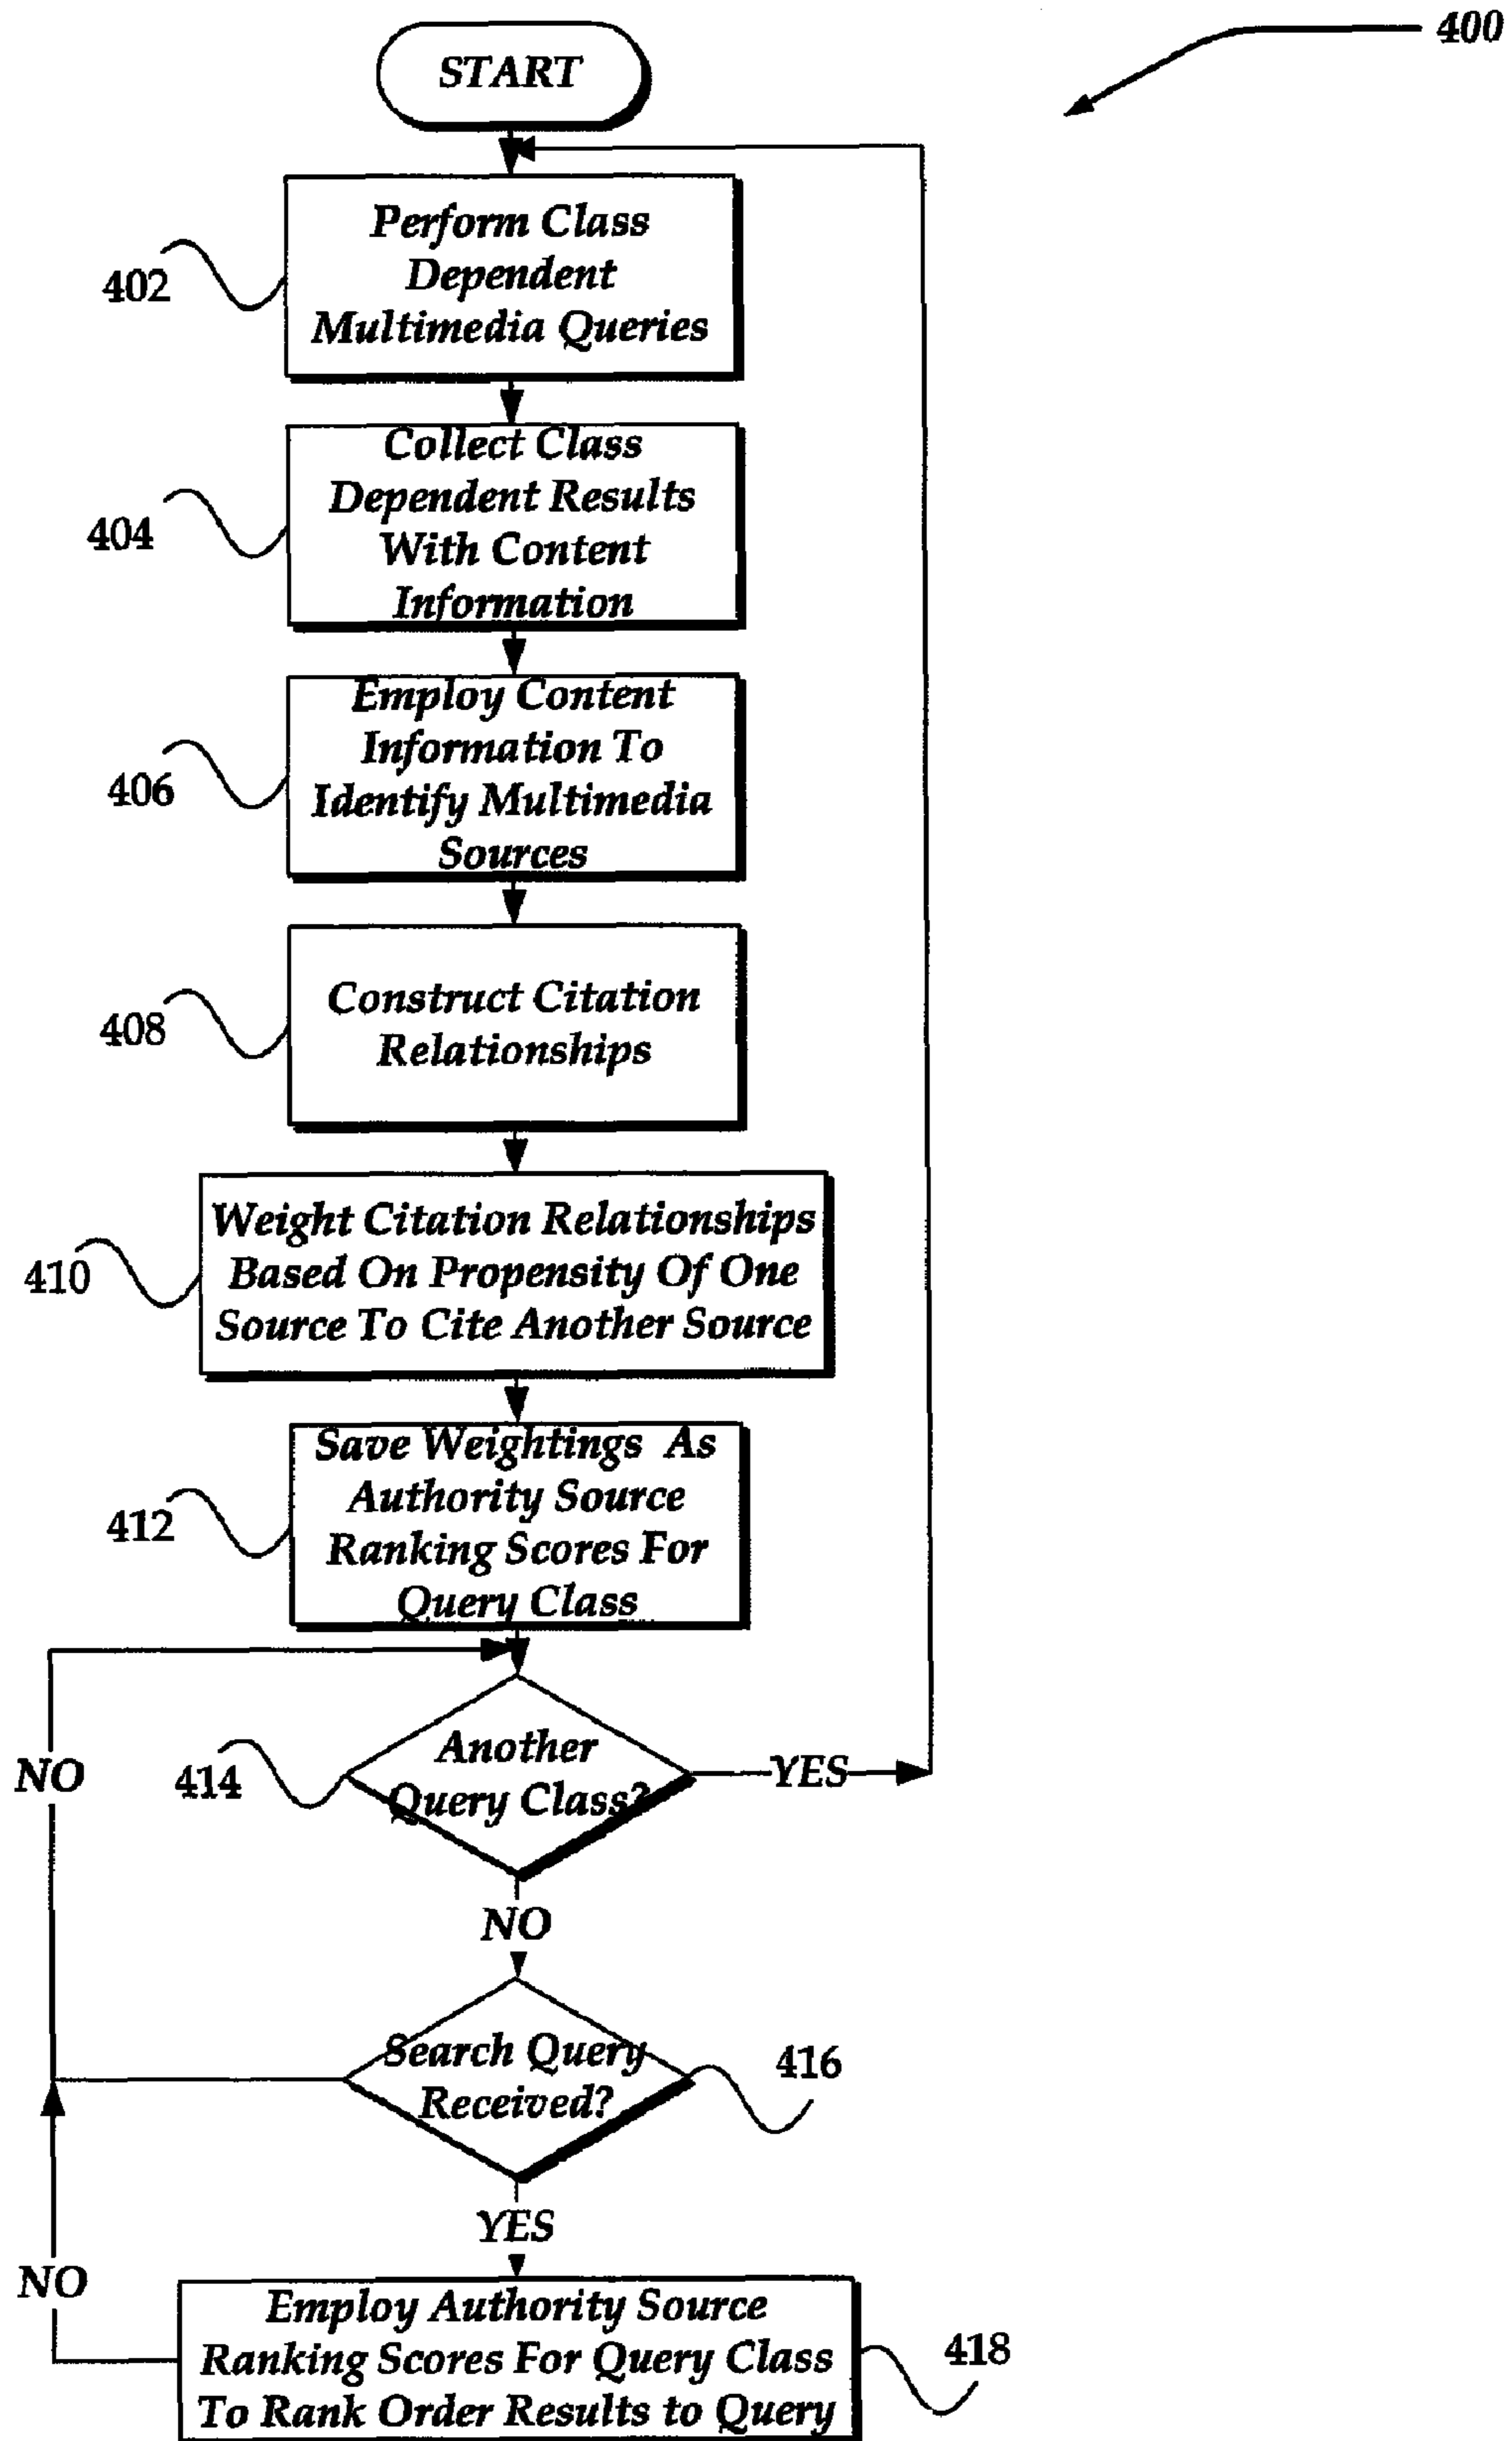 START
400
Perform Class
Dependent
Multimedia Queries
402
Collect Class
Dependent Results
With Content
Information
404
Employ Content
Information To
Identify Multimedia
Sources
406
Construct Citation
Relationships
408
Weight Citation Relationships
Based On Propensity Of One
Source To Cite Another Source
410
Save Weightings As
Authority Source
Ranking Scores For
Query Class
412
Another
Query Class?
414
YES
NO
NO
Search Query
Received?
416
YES
NO
Employ Authority Source
Ranking Scores For Query Class
To Rank Order Results to Query
418